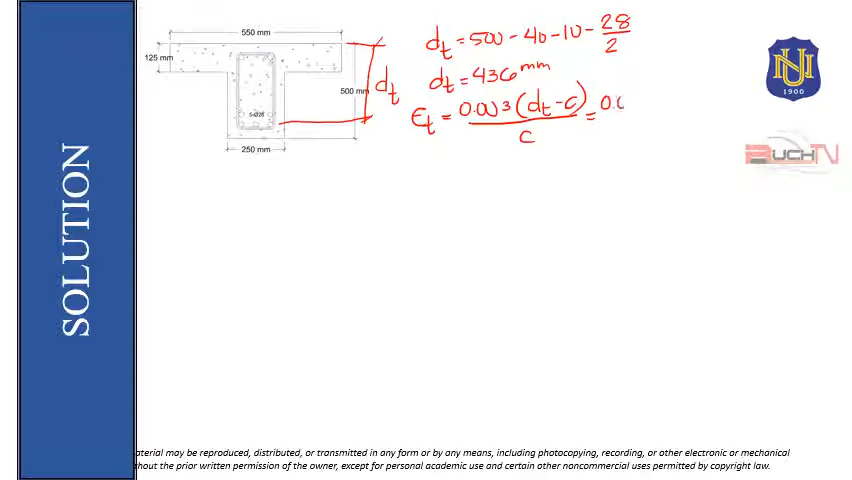 550 mm
125 mm
500 mm
5-Ø28
250 mm
dt = 500 - 40 - 10 - 28/2
dt = 436 mm
dt
Єt = 0.003 (dt - c) / c = 0.0
SOLUTION
NU
1900
UCHTV
aterial may be reproduced, distributed, or transmitted in any form or by any means, including photocopying, recording, or other electronic or mechanical
thout the prior written permission of the owner, except for personal academic use and certain other noncommercial uses permitted by copyright law.